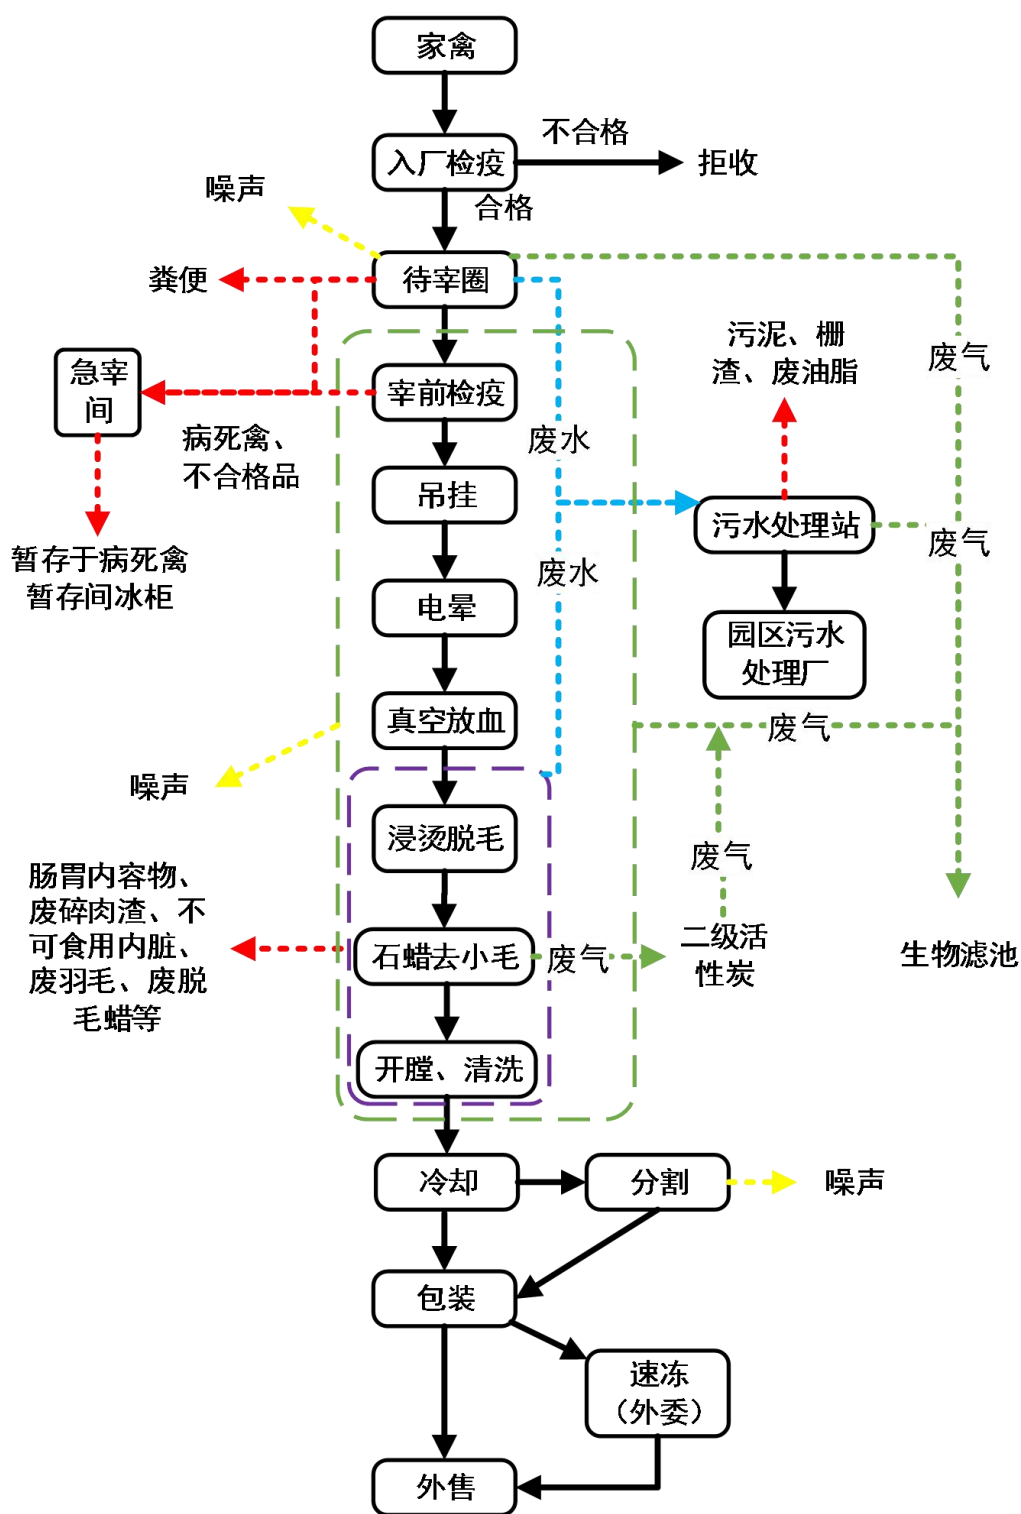 家禽
不合格
入厂检疫
拒收
噪声
合格
粪便
待宰圈
污泥、栅
渣、废油脂
废气
急宰
间
宰前检疫
病死禽、
不合格品
废水
吊挂
污水处理站
废气
暂存于病死禽
暂存间冰柜
废水
电晕
园区污水
处理厂
真空放血
废气
噪声
浸烫脱毛
废气
肠胃内容物、
废碎肉渣、不
可食用内脏、
废羽毛、废脱
毛蜡等
石蜡去小毛
废气
二级活
性炭
生物滤池
开膛、清洗
冷却
分割
噪声
包装
速冻
（外委）
外售